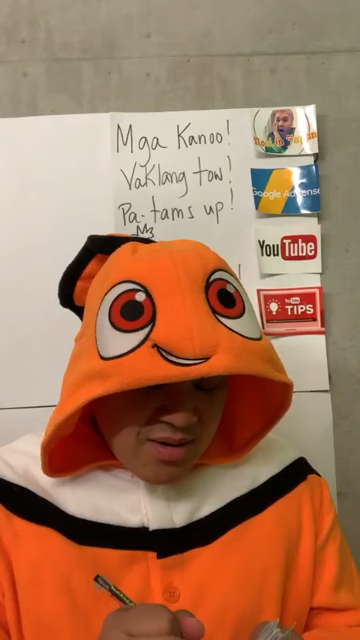 Mga Kanoo!
Vaklang tow!
Pa-tams up!
Google AdSense
YouTube
YouTube
TIPS